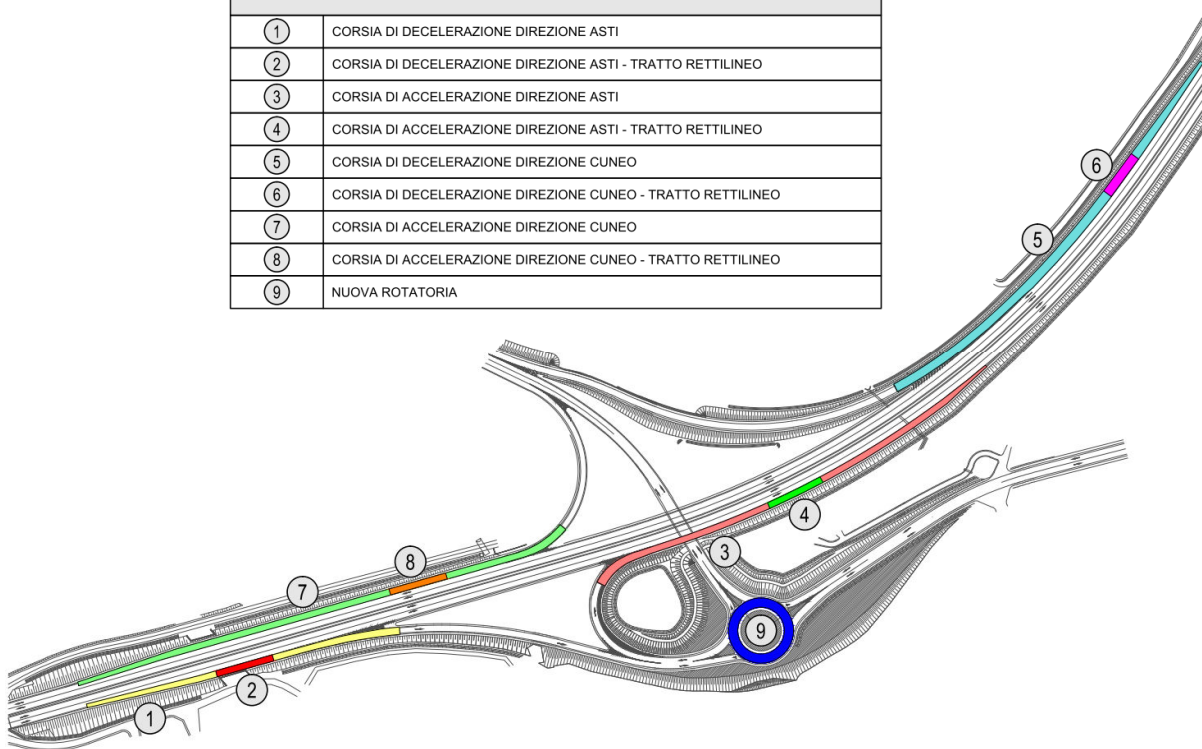 1 CORSIA DI DECELERAZIONE DIREZIONE ASTI
2 CORSIA DI DECELERAZIONE DIREZIONE ASTI - TRATTO RETTILINEO
3 CORSIA DI ACCELERAZIONE DIREZIONE ASTI
4 CORSIA DI ACCELERAZIONE DIREZIONE ASTI - TRATTO RETTILINEO
5 CORSIA DI DECELERAZIONE DIREZIONE CUNEO
6 CORSIA DI DECELERAZIONE DIREZIONE CUNEO - TRATTO RETTILINEO
7 CORSIA DI ACCELERAZIONE DIREZIONE CUNEO
8 CORSIA DI ACCELERAZIONE DIREZIONE CUNEO - TRATTO RETTILINEO
9 NUOVA ROTATORIA
6
5
4
3
8
7
9
2
1